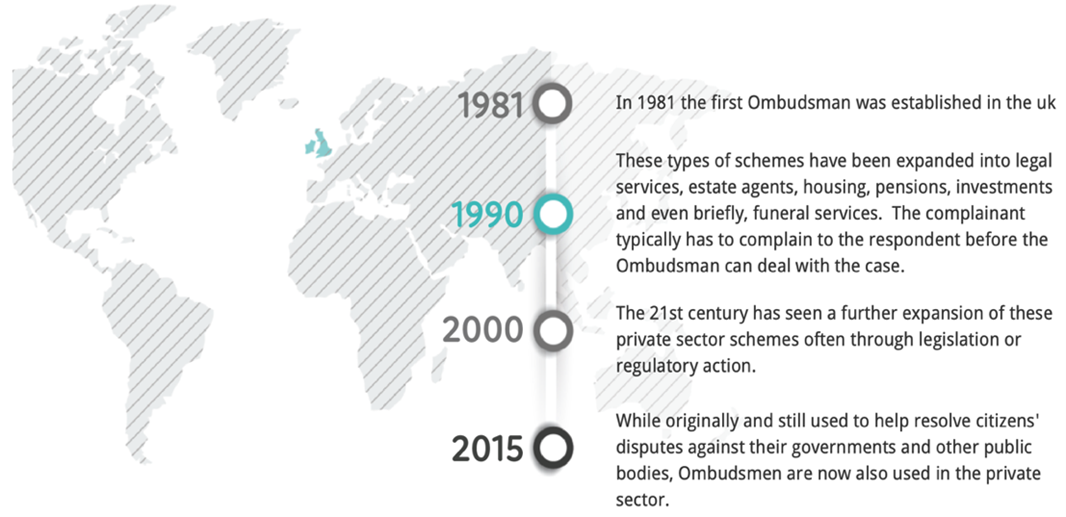 1981
In 1981 the first Ombudsman was established in the uk
1990
These types of schemes have been expanded into legal
services, estate agents, housing, pensions, investments
and even briefly, funeral services. The complainant
typically has to complain to the respondent before the
Ombudsman can deal with the case.
2000
The 21st century has seen a further expansion of these
private sector schemes often through legislation or
regulatory action.
2015
While originally and still used to help resolve citizens'
disputes against their governments and other public
bodies, Ombudsmen are now also used in the private
sector.